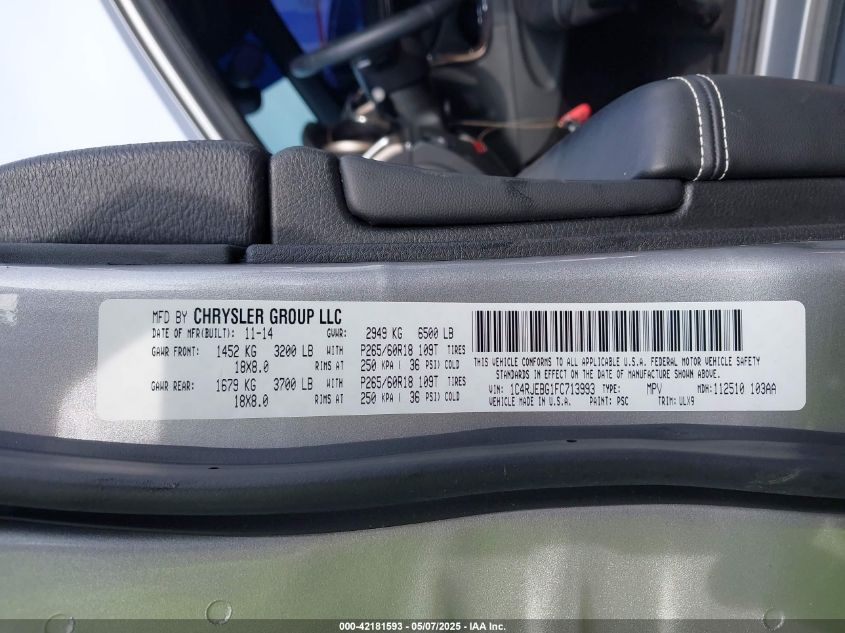 MFD BY CHRYSLER GROUP LLC
DATE OF MFR(BUILT): 11-14 GVWR: 2949 KG 6500 LB
GAWR FRONT: 1452 KG 3200 LB WITH P265/60R18 109T TIRES
18X8.0 RIMS AT 250 KPA ( 36 PSI) COLD
GAWR REAR: 1679 KG 3700 LB WITH P265/60R18 109T TIRES
18X8.0 RIMS AT 250 KPA ( 36 PSI) COLD
THIS VEHICLE CONFORMS TO ALL APPLICABLE U.S.A. FEDERAL MOTOR VEHICLE SAFETY
STANDARDS IN EFFECT ON THE DATE OF MANUFACTURE SHOWN ABOVE.
VIN: 1C4RJEBG1FC713993 TYPE: MPV MDH: 112510 103AA
VEHICLE MADE IN U.S.A. PAINT: PSC TRIM: ULX9
000-42181593 - 05/07/2025 - IAA Inc.